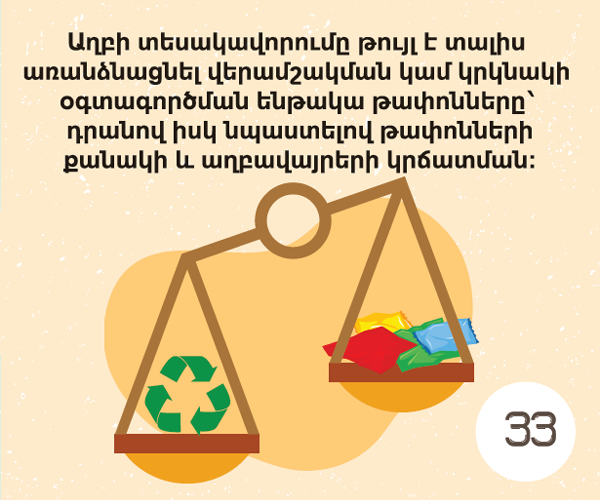 Աղբի տեսակավորումը թույլ է տալիս
առանձնացնել վերամշակման կամ կրկնակի
օգտագործման ենթակա թափոնները՝
դրանով իսկ նպաստելով թափոնների
քանակի և աղբավայրերի կրճատման:
33